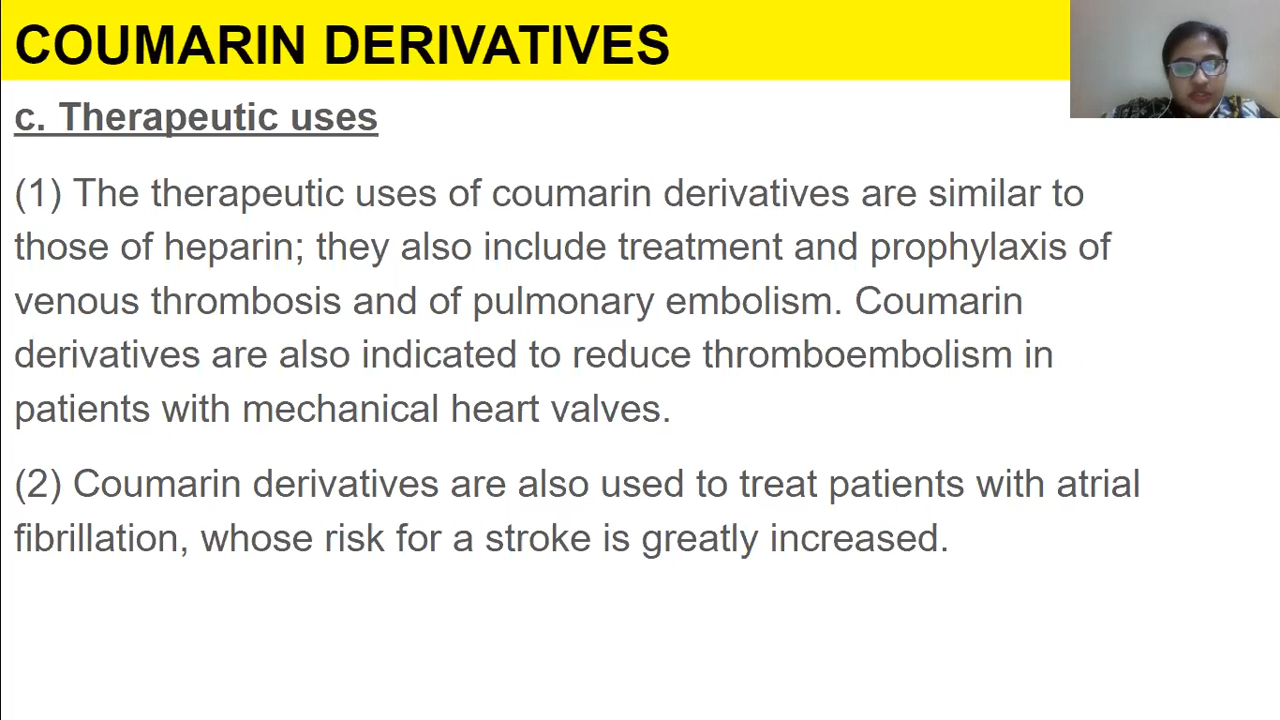 COUMARIN DERIVATIVES
c. Therapeutic uses
(1) The therapeutic uses of coumarin derivatives are similar to
those of heparin; they also include treatment and prophylaxis of
venous thrombosis and of pulmonary embolism. Coumarin
derivatives are also indicated to reduce thromboembolism in
patients with mechanical heart valves.
(2) Coumarin derivatives are also used to treat patients with atrial
fibrillation, whose risk for a stroke is greatly increased.